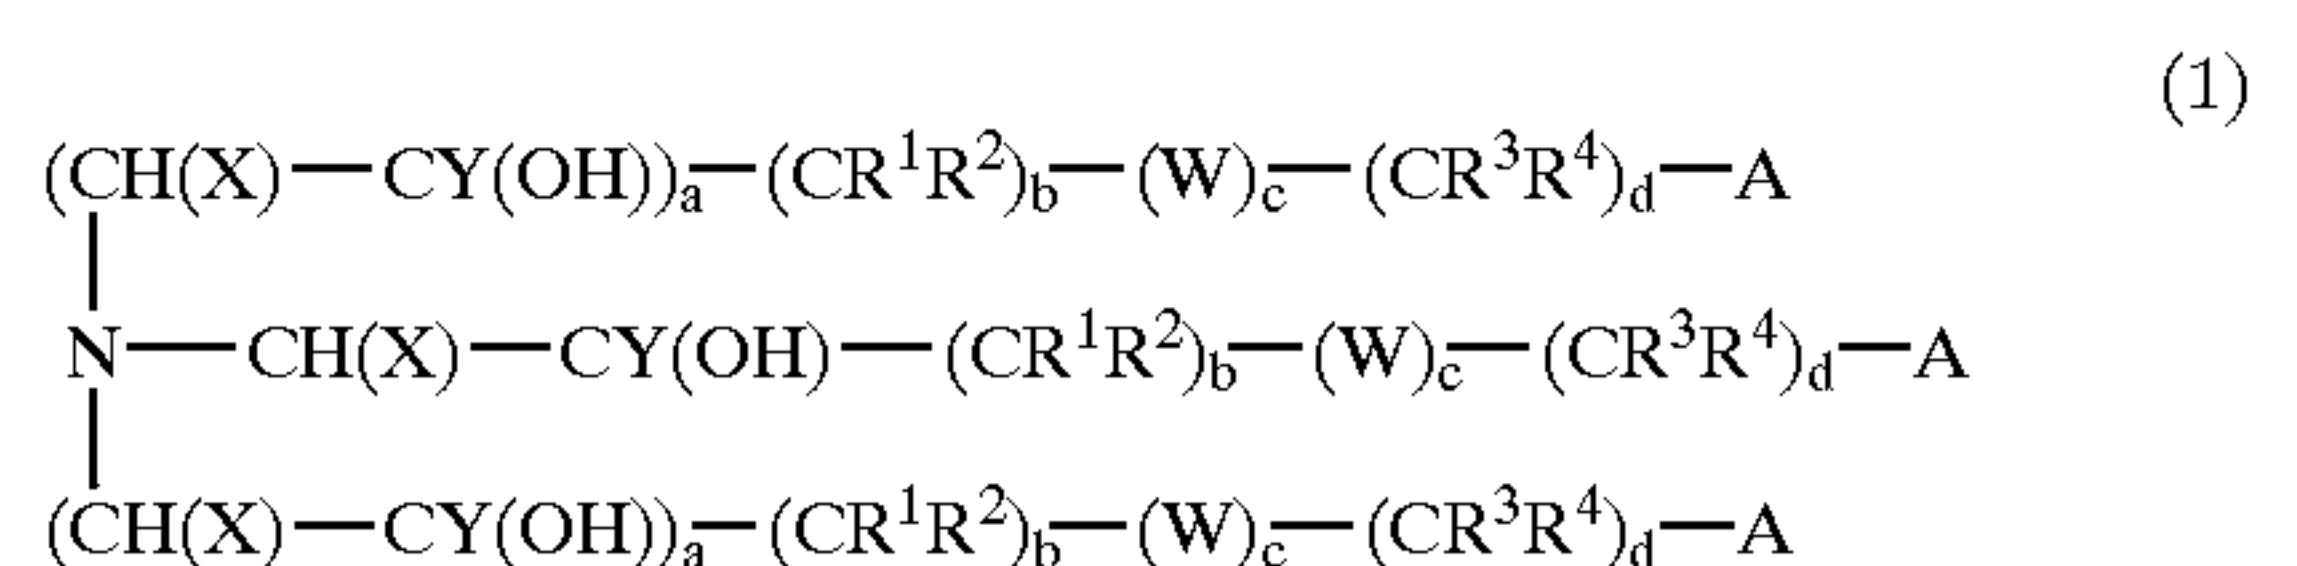 (1)
(CH(X)—CY(OH))a—(CR¹R²)b—(W)c—(CR³R⁴)d—A
N—CH(X)—CY(OH)—(CR¹R²)b—(W)c—(CR³R⁴)d—A
(CH(X)—CY(OH))a—(CR¹R²)b—(W)c—(CR³R⁴)d—A